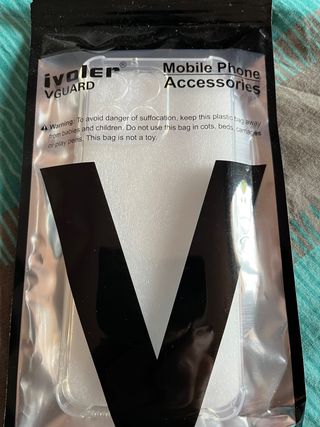 ivoler®
VGUARD
Mobile Phone
Accessories
⚠ Warning: To avoid danger of suffocation, keep this plastic bag away
from babies and children. Do not use this bag in cots, beds, carriages
or play pens. This bag is not a toy.
V